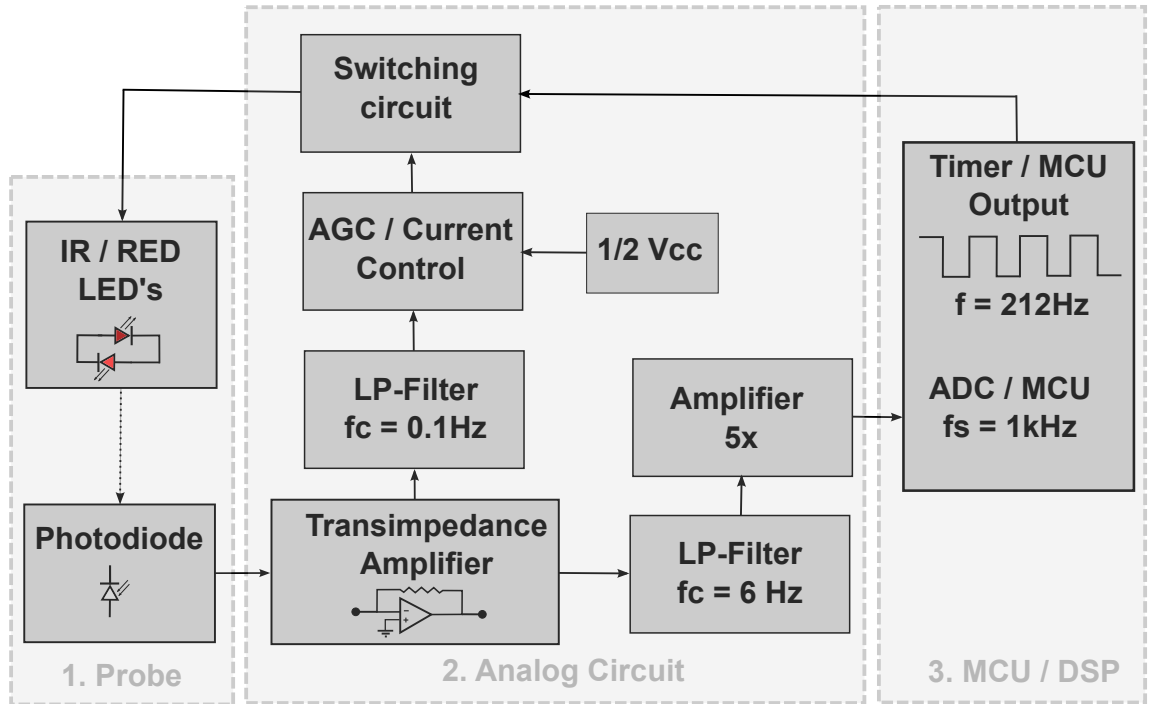 Switching
circuit
IR / RED
LED's
AGC / Current
Control
1/2 Vcc
LP-Filter
fc = 0.1Hz
Photodiode
Transimpedance
Amplifier
LP-Filter
fc = 6 Hz
Amplifier
5x
Timer / MCU
Output
f = 212Hz
ADC / MCU
fs = 1kHz
1. Probe
2. Analog Circuit
3. MCU / DSP